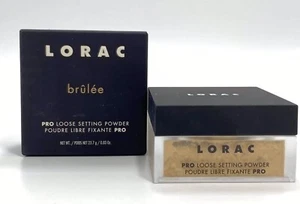 LORAC
brûlée
PRO LOOSE SETTING POWDER
POUDRE LIBRE FIXANTE PRO
LORAC
PRO LOOSE SETTING POWDER
POUDRE LIBRE FIXANTE PRO